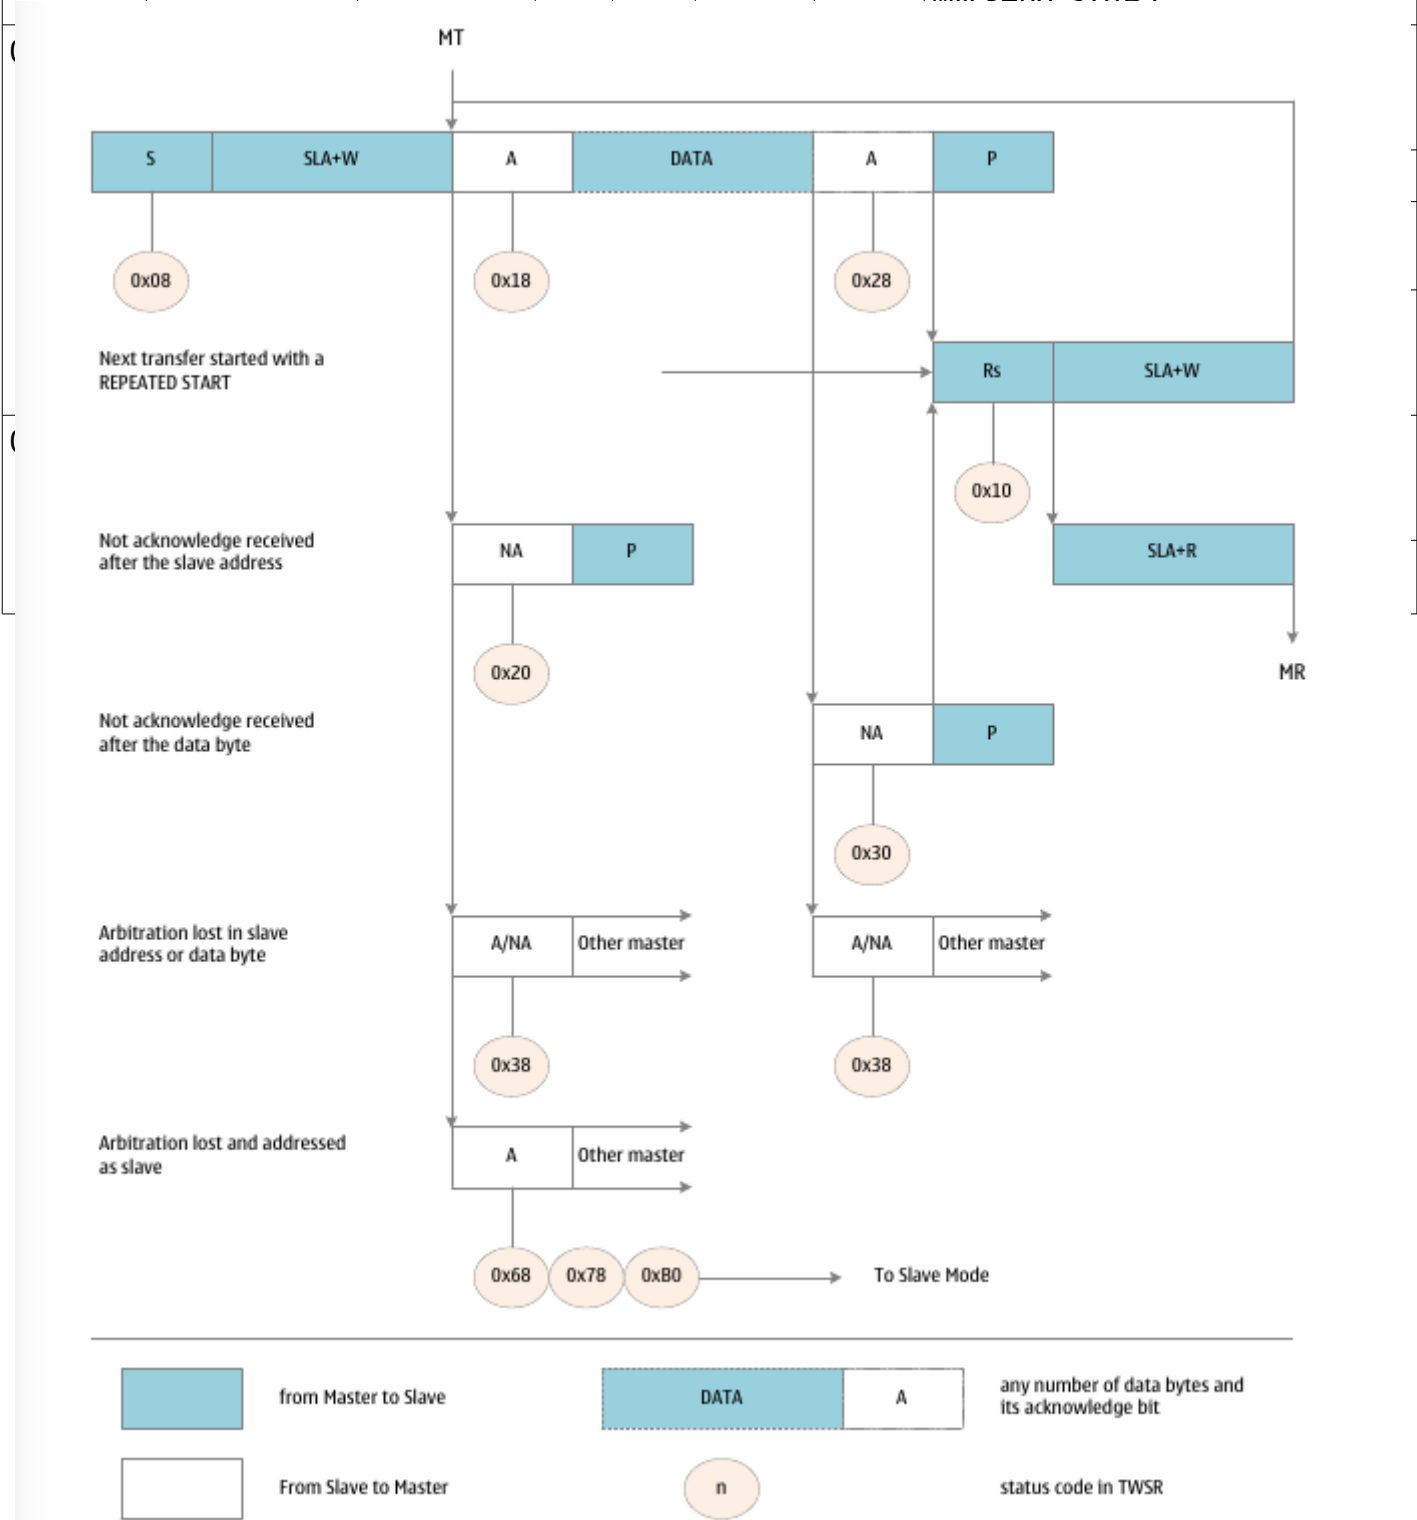 MT
S SLA+W A DATA A P
0x08 0x18 0x28
Next transfer started with a
REPEATED START
Rs SLA+W
0x10
Not acknowledge received
after the slave address
NA P
SLA+R
0x20
MR
Not acknowledge received
after the data byte
NA P
0x30
Arbitration lost in slave
address or data byte
A/NA Other master
A/NA Other master
0x38 0x38
Arbitration lost and addressed
as slave
A Other master
0x68 0x78 0xB0
To Slave Mode
from Master to Slave
DATA A
any number of data bytes and
its acknowledge bit
From Slave to Master
n
status code in TWSR